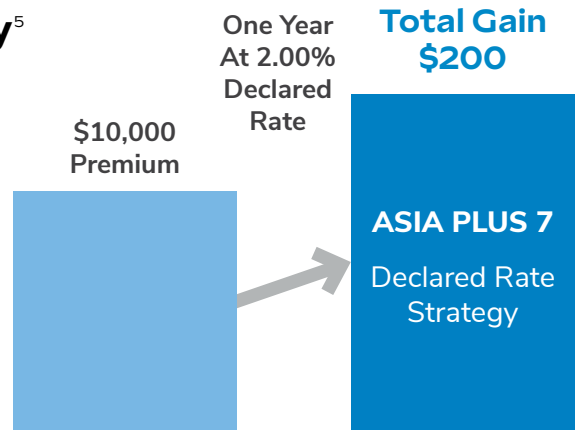 y5
One Year
At 2.00%
Declared
Rate
Total Gain
$200
$10,000
Premium
ASIA PLUS 7
Declared Rate
Strategy